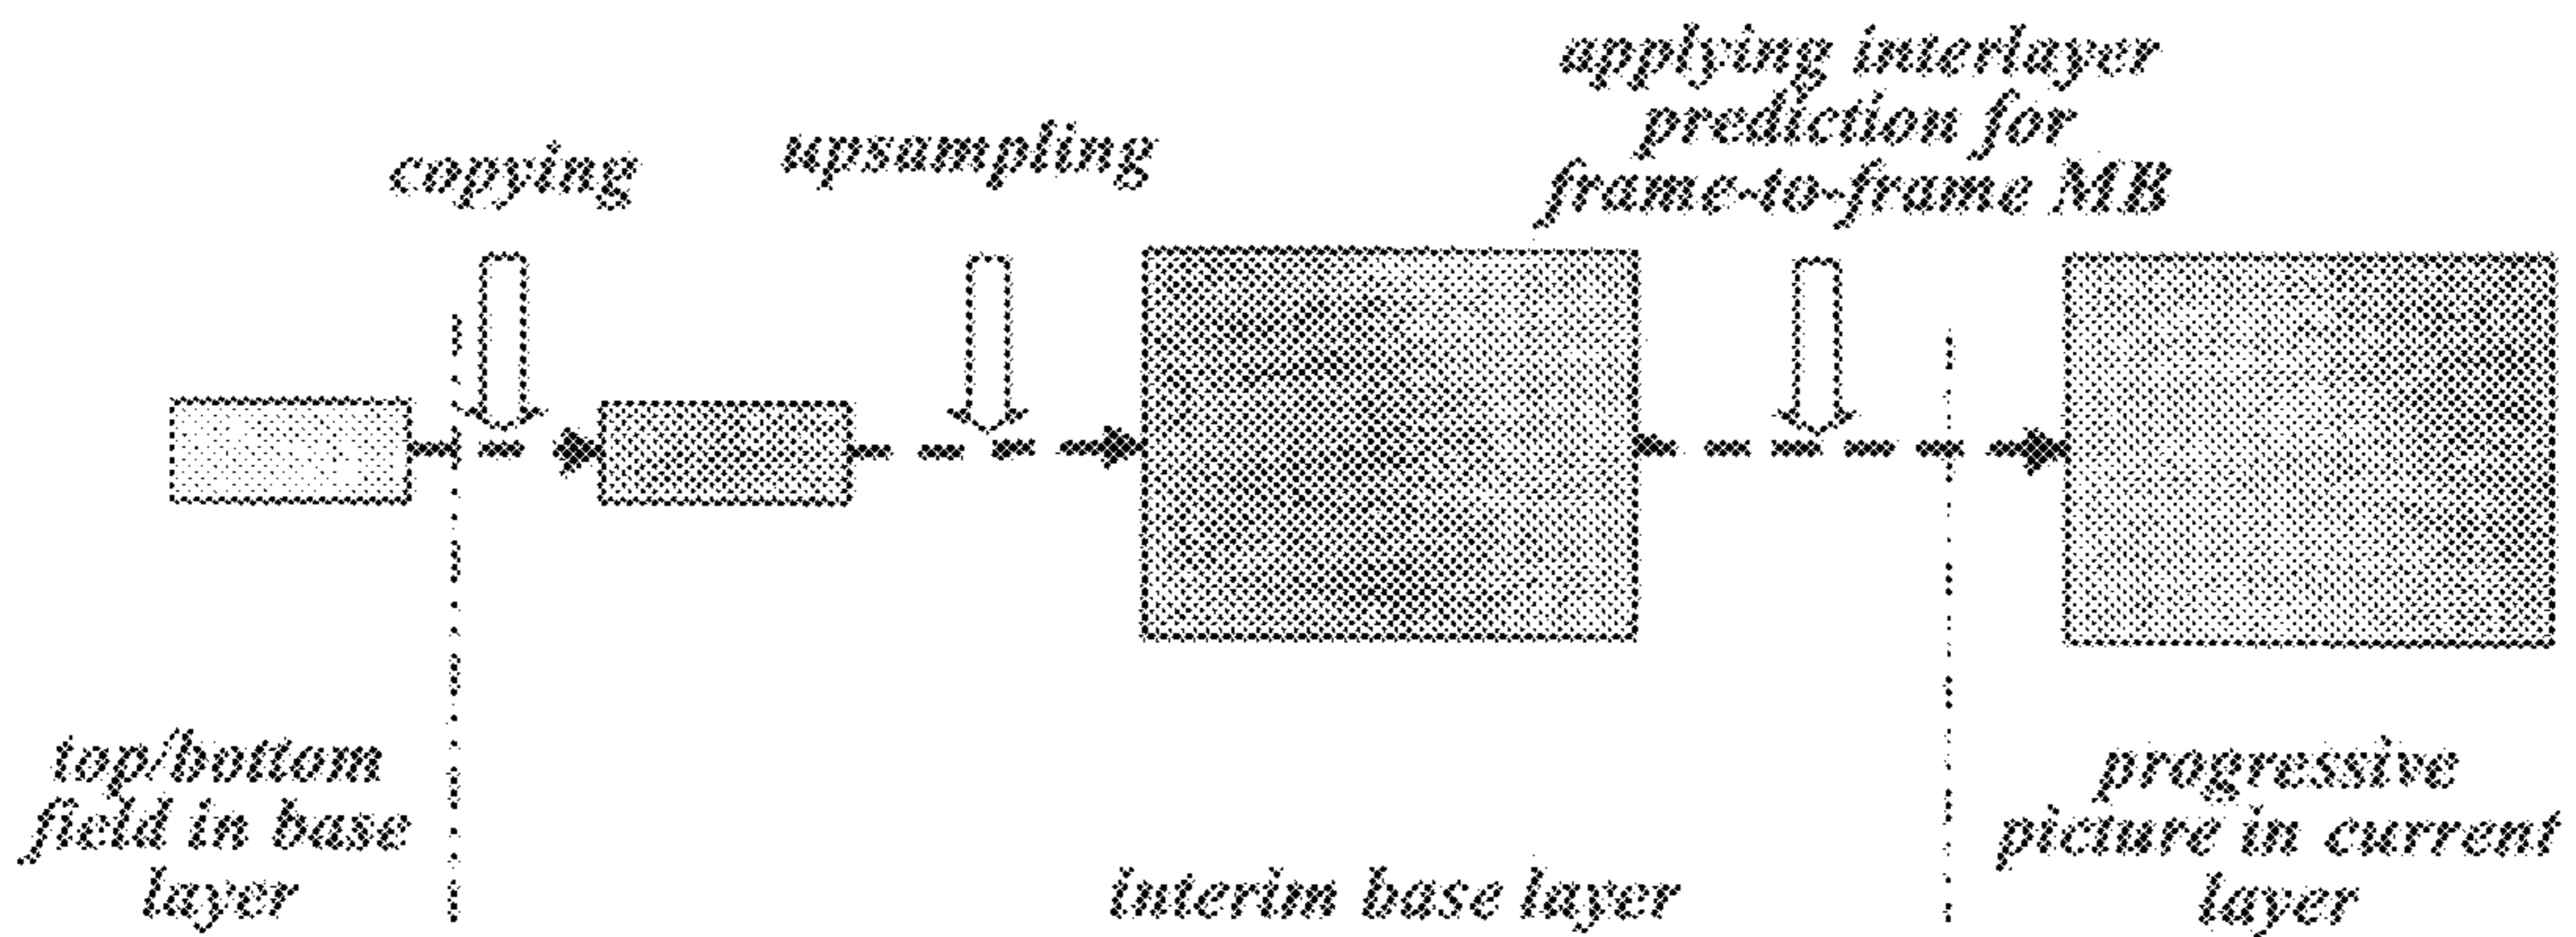 copying
upsampling
applying interlayer
prediction for
frame-to-frame MB
top/bottom
field in base
layer
interim base layer
progressive
picture in current
layer